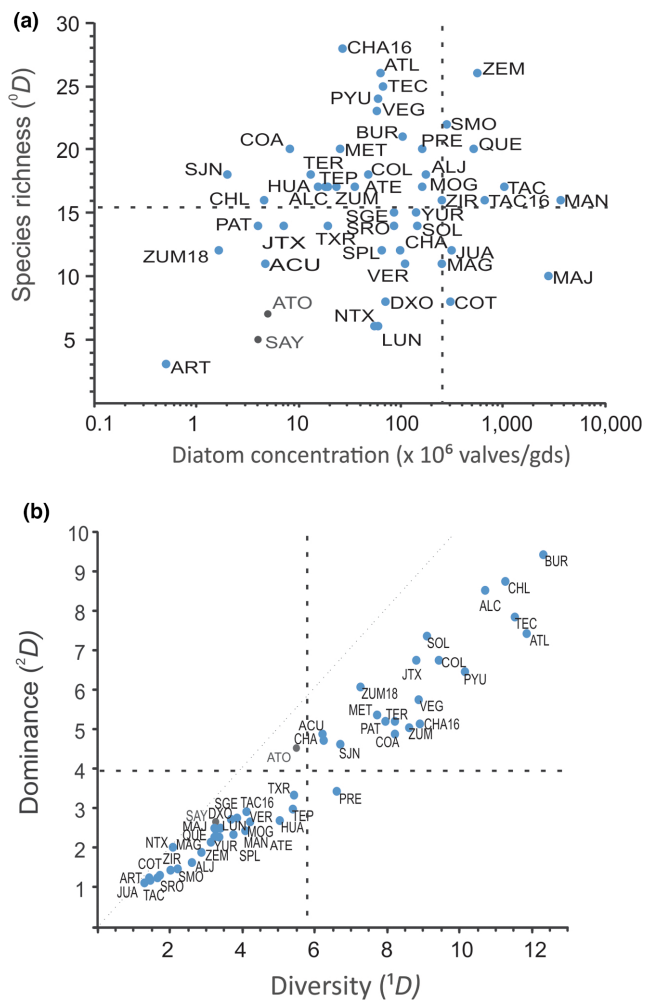 (a)
Species richness (⁰D)
30
25
20
15
10
5
CHA16
ATL
ZEM
TEC
PYU
VEG
SMO
BUR
COA
MET
PRE
QUE
TER
SJN
COL
ALJ
HUA
TEP
ATE
MOG
TAC
CHL
ALC
ZUM
ZIR
TAC16
MAN
SGE
YUR
PAT
SRO
SOL
JTX
TXR
CHA
ZUM18
SPL
JUA
ACU
VER
MAG
MAJ
ATO
DXO
COT
NTX
SAY
LUN
ART
0.1
1
10
100
1,000
10,000
Diatom concentration (x 10⁶ valves/gds)
(b)
Dominance (²D)
10
9
8
7
6
5
4
3
2
1
BUR
CHL
ALC
TEC
ATL
SOL
JTX
COL
PYU
ZUM18
VEG
MET
TER
PAT
CHA16
ZUM
COA
ACU
CHA
SJN
ATO
TXR
PRE
SGE
TAC16
SAY
DXO
VER
TEP
MAJ
LUN
HUA
QUE
MOG
NTX
MAG
YUR
MAN
ATE
COT
ZIR
ZEM
SPL
ALJ
ART
SMO
SRO
JUA
TAC
2
4
6
8
10
12
Diversity (¹D)